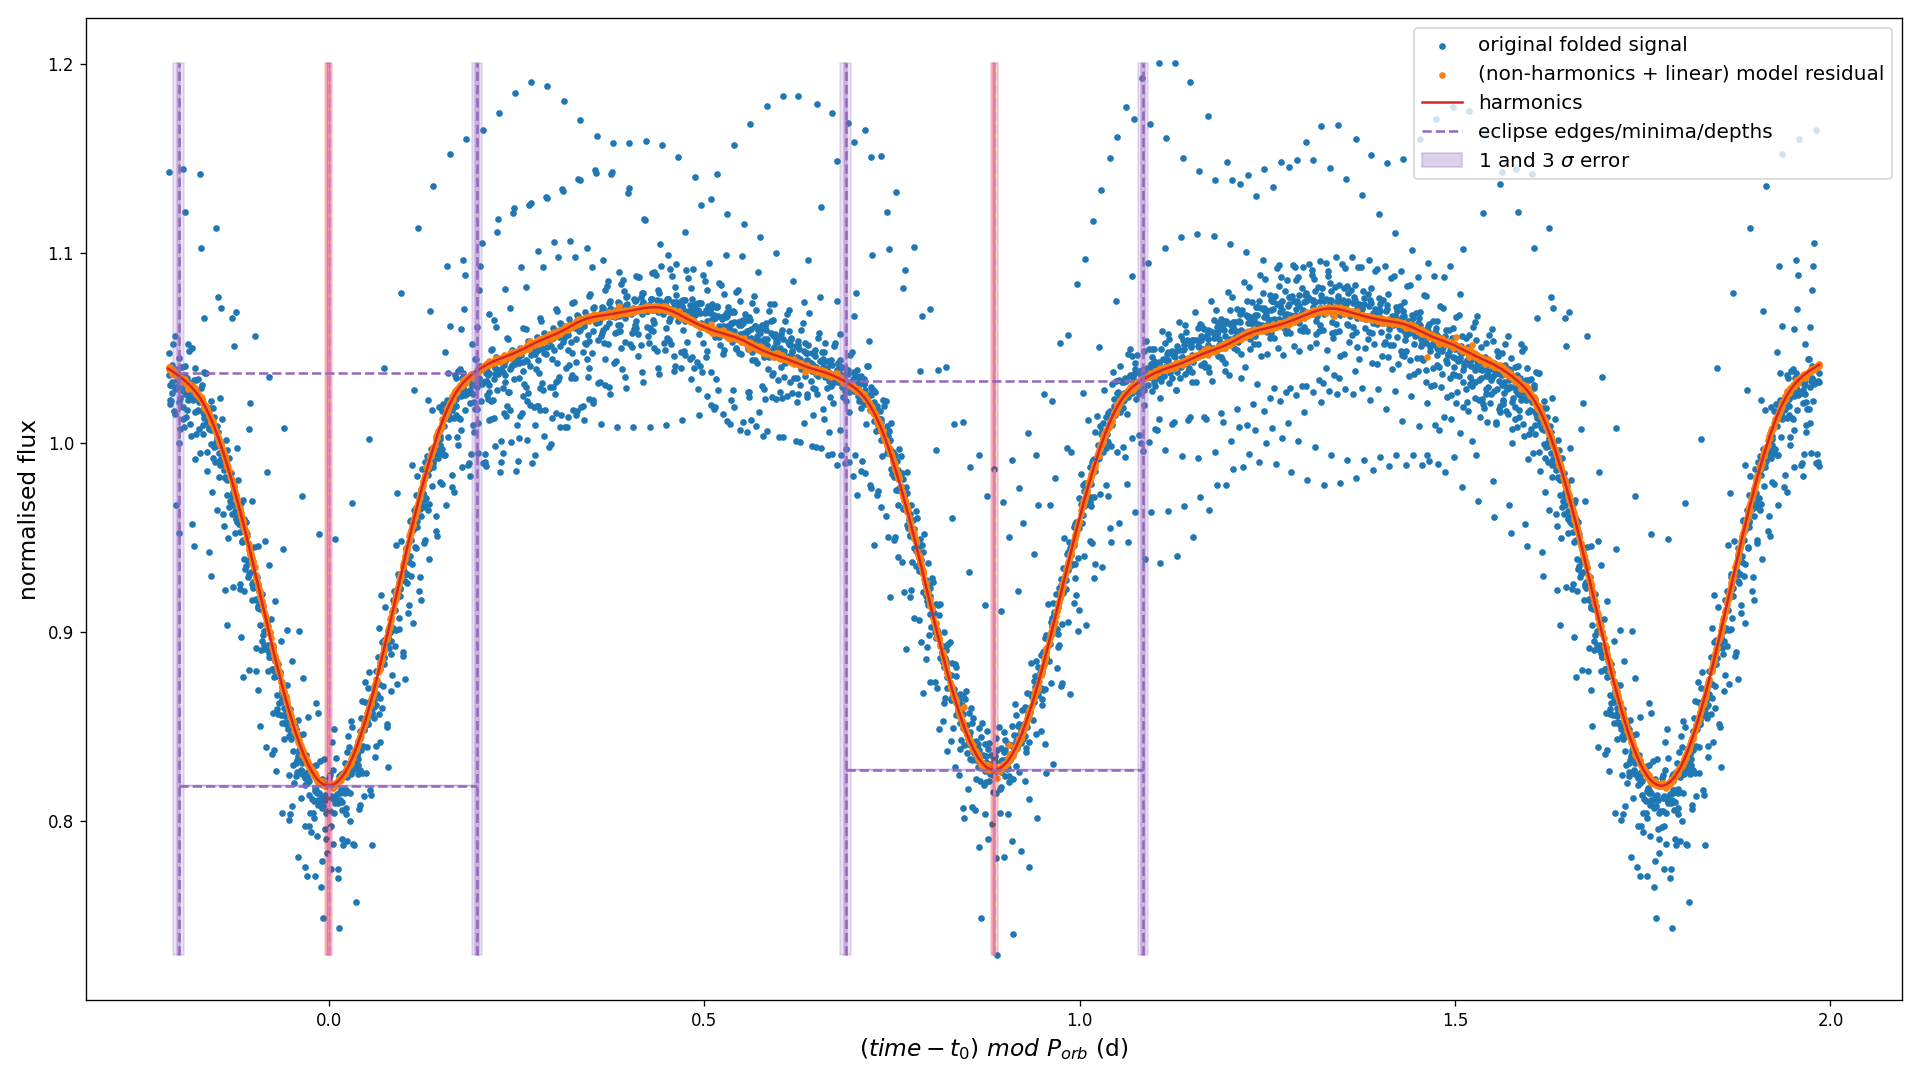 original folded signal
(non-harmonics + linear) model residual
harmonics
eclipse edges/minima/depths
1 and 3 σ error
normalised flux
1.2
1.1
1.0
0.9
0.8
0.0 0.5 1.0 1.5 2.0
(time − t₀) mod Pₒᵣᵦ (d)